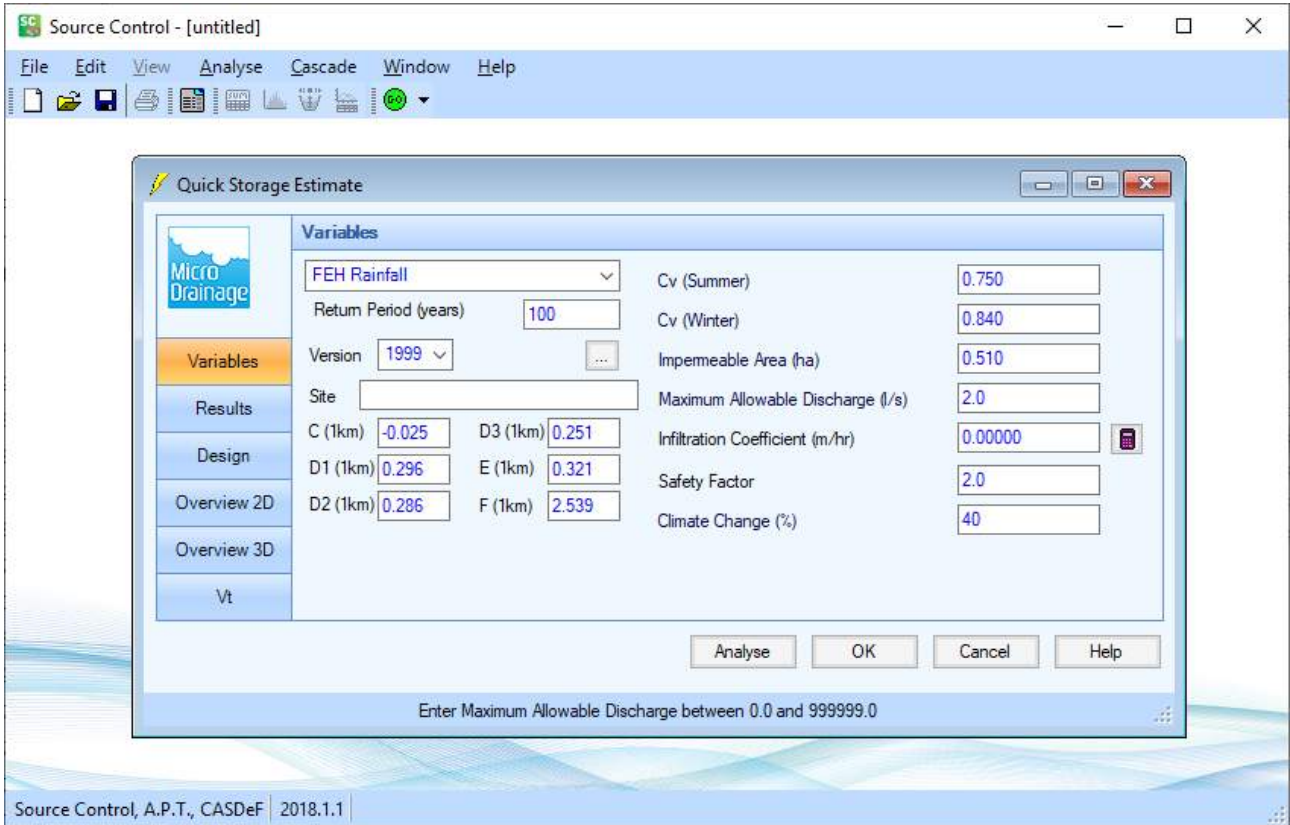 Source Control - [untitled]
File Edit View Analyse Cascade Window Help
GO
Quick Storage Estimate
Micro Drainage
Variables
Results
Design
Overview 2D
Overview 3D
Vt
Variables
FEH Rainfall
Return Period (years) 100
Version 1999 ...
Site
C (1km) -0.025 D3 (1km) 0.251
D1 (1km) 0.296 E (1km) 0.321
D2 (1km) 0.286 F (1km) 2.539
Cv (Summer) 0.750
Cv (Winter) 0.840
Impermeable Area (ha) 0.510
Maximum Allowable Discharge (l/s) 2.0
Infiltration Coefficient (m/hr) 0.00000
Safety Factor 2.0
Climate Change (%) 40
Analyse OK Cancel Help
Enter Maximum Allowable Discharge between 0.0 and 999999.0
Source Control, A.P.T., CASDeF 2018.1.1